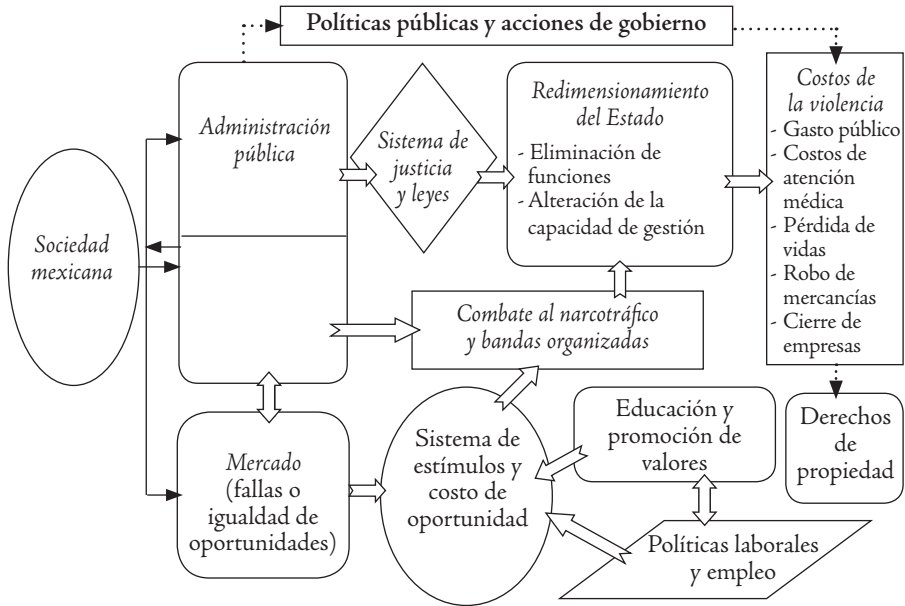 Políticas públicas y acciones de gobierno
Sociedad
mexicana
Administración
pública
Sistema de
justicia
y leyes
Redimensionamiento
del Estado
- Eliminación de
funciones
- Alteración de la
capacidad de gestión
Costos de
la violencia
- Gasto público
- Costos de
atención
médica
- Pérdida de
vidas
- Robo de
mercancías
- Cierre de
empresas
Combate al narcotráfico
y bandas organizadas
Mercado
(fallas o
igualdad de
oportunidades)
Sistema de
estímulos y
costo de
oportunidad
Educación y
promoción de
valores
Derechos
de
propiedad
Políticas laborales
y empleo